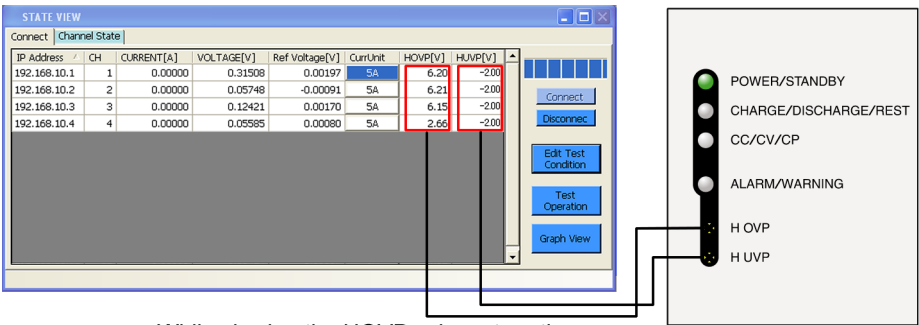 STATE VIEW
Connect Channel State
IP Address CH CURRENT[A] VOLTAGE[V] Ref Voltage[V] CurrUnit HOVP[V] HUVP[V]
192.168.10.1 1 0.00000 0.31508 0.00197 5A 6.20 -2.00
192.168.10.2 2 0.00000 0.05748 -0.00091 5A 6.21 -2.00
192.168.10.3 3 0.00000 0.12421 0.00170 5A 6.15 -2.00
192.168.10.4 4 0.00000 0.05585 0.00080 5A 2.66 -2.00
Connect
Disconnec
Edit Test
Condition
Test
Operation
Graph View
POWER/STANDBY
CHARGE/DISCHARGE/REST
CC/CV/CP
ALARM/WARNING
H OVP
H UVP